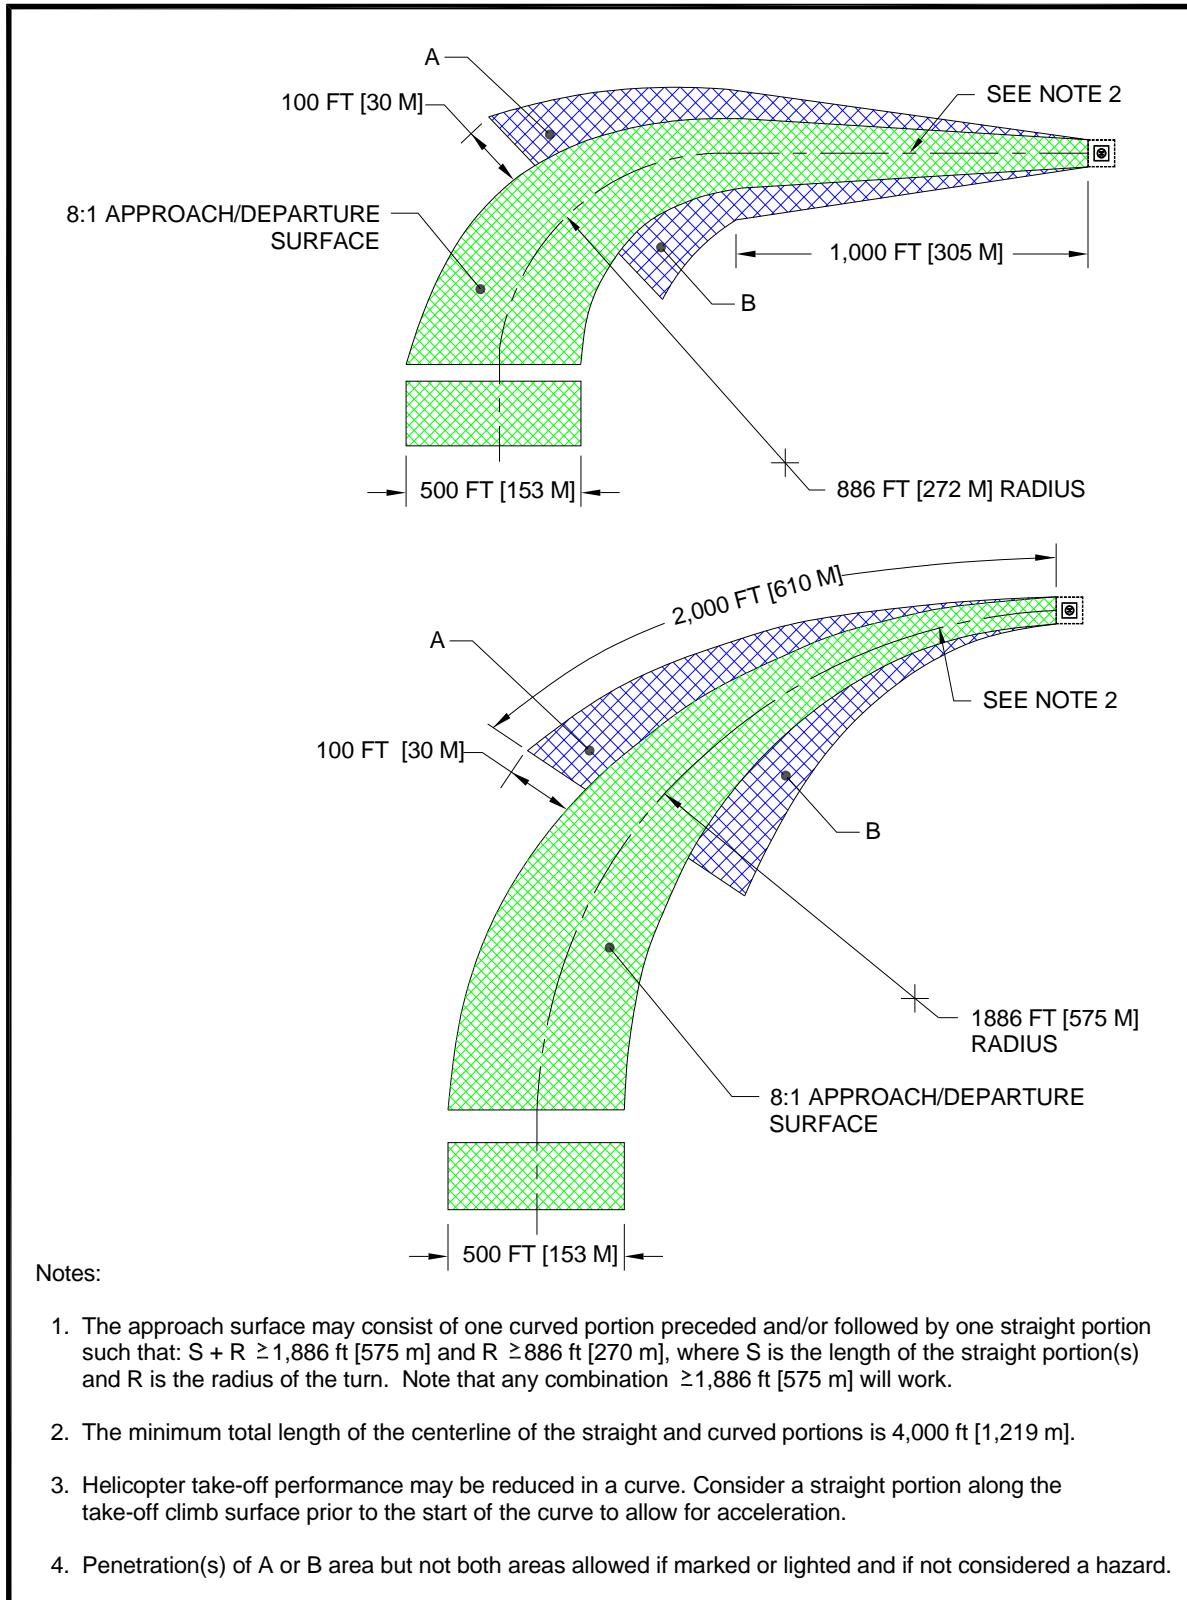 A
100 FT [30 M]
SEE NOTE 2
8:1 APPROACH/DEPARTURE
SURFACE
1,000 FT [305 M]
B
886 FT [272 M] RADIUS
500 FT [153 M]
2,000 FT [610 M]
A
SEE NOTE 2
100 FT [30 M]
B
1886 FT [575 M]
RADIUS
8:1 APPROACH/DEPARTURE
SURFACE
500 FT [153 M]
Notes:
1. The approach surface may consist of one curved portion preceded and/or followed by one straight portion
such that: S + R ≥1,886 ft [575 m] and R ≥886 ft [270 m], where S is the length of the straight portion(s)
and R is the radius of the turn. Note that any combination ≥1,886 ft [575 m] will work.
2. The minimum total length of the centerline of the straight and curved portions is 4,000 ft [1,219 m].
3. Helicopter take-off performance may be reduced in a curve. Consider a straight portion along the
take-off climb surface prior to the start of the curve to allow for acceleration.
4. Penetration(s) of A or B area but not both areas allowed if marked or lighted and if not considered a hazard.